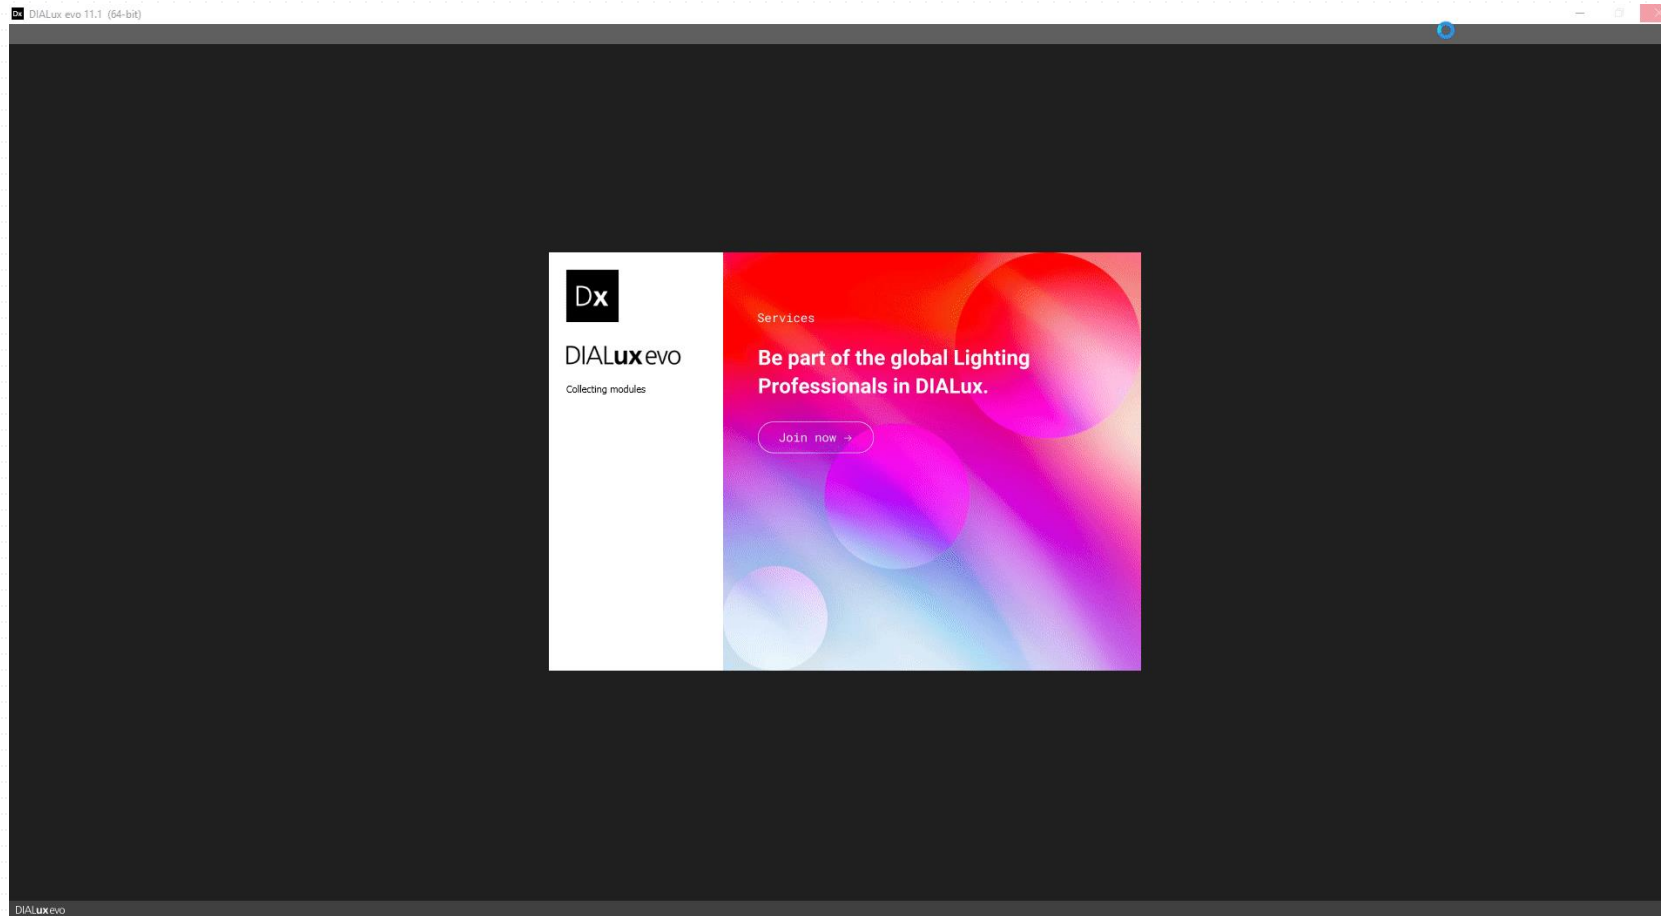 Dx DIALux evo 11.1 (64-bit)
Dx
DIALux evo
Collecting modules
Services
Be part of the global Lighting
Professionals in DIALux.
Join now →
DIALux evo